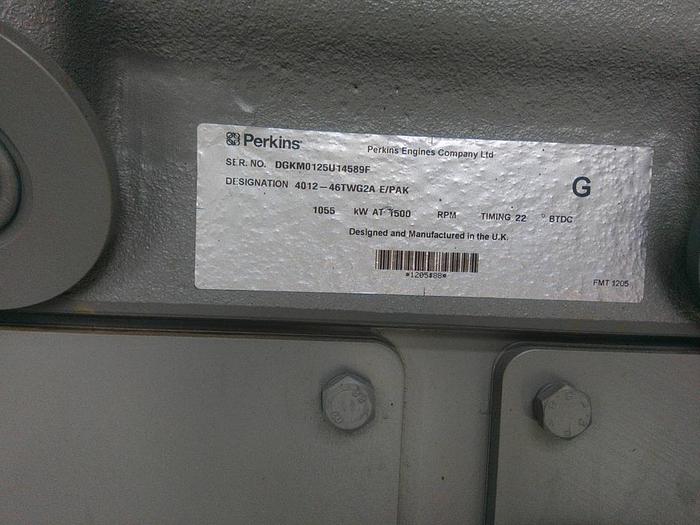 Perkins
Perkins Engines Company Ltd
SER. NO. DGKM0125U14589F
DESIGNATION 4012-46TWG2A E/PAK
G
1055 kW AT 1500 RPM TIMING 22 ° BTDC
Designed and Manufactured in the U.K.
FMT 1205